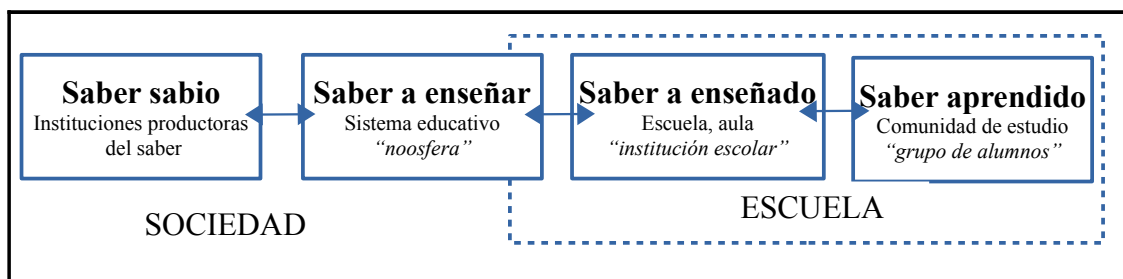 Saber sabio
Instituciones productoras
del saber
Saber a enseñar
Sistema educativo
“noosfera”
Saber a enseñado
Escuela, aula
“institución escolar”
Saber aprendido
Comunidad de estudio
“grupo de alumnos”
SOCIEDAD
ESCUELA